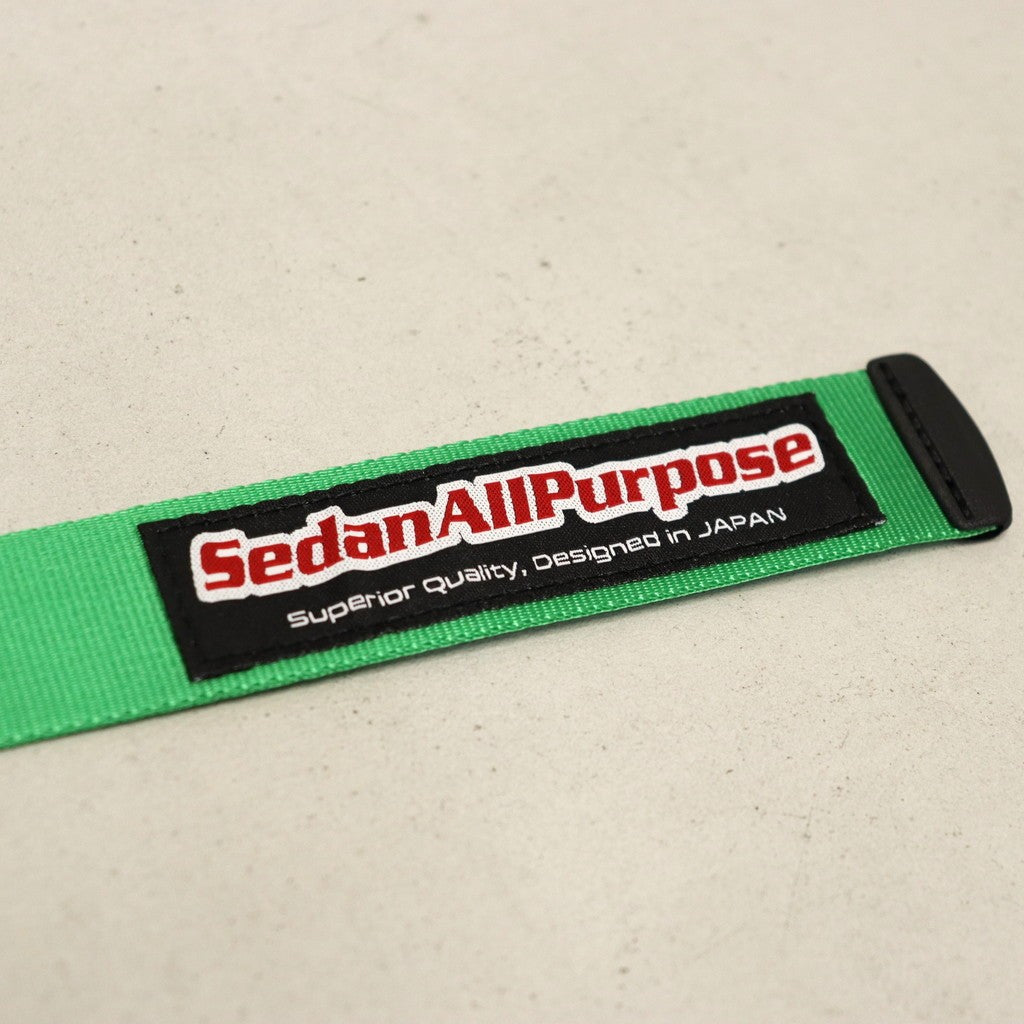 SedanAllPurpose
Superior Quality, Designed in JAPAN